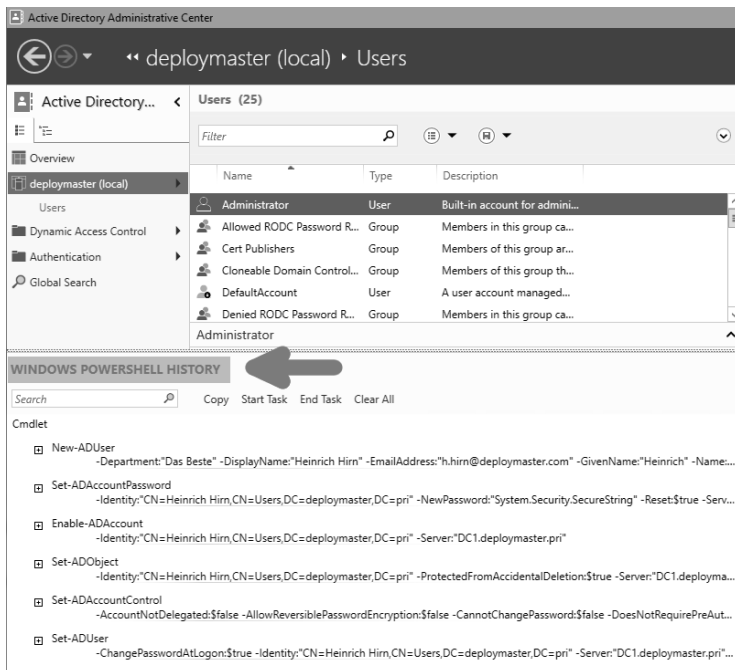 Active Directory Administrative Center
deploymaster (local) Users
Active Directory...
Overview
deploymaster (local)
Users
Dynamic Access Control
Authentication
Global Search
Users (25)
Filter
Name Type Description
Administrator User Built-in account for admini...
Allowed RODC Password R... Group Members in this group ca...
Cert Publishers Group Members of this group ar...
Cloneable Domain Control... Group Members of this group th...
DefaultAccount User A user account managed...
Denied RODC Password R... Group Members in this group ca...
Administrator
WINDOWS POWERSHELL HISTORY
Search Copy Start Task End Task Clear All
Cmdlet
New-ADUser
-Department:"Das Beste" -DisplayName:"Heinrich Hirn" -EmailAddress:"h.hirn@deploymaster.com" -GivenName:"Heinrich" -Name:...
Set-ADAccountPassword
-Identity:"CN=Heinrich Hirn,CN=Users,DC=deploymaster,DC=pri" -NewPassword:"System.Security.SecureString" -Reset:$true -Serv...
Enable-ADAccount
-Identity:"CN=Heinrich Hirn,CN=Users,DC=deploymaster,DC=pri" -Server:"DC1.deploymaster.pri"
Set-ADObject
-Identity:"CN=Heinrich Hirn,CN=Users,DC=deploymaster,DC=pri" -ProtectedFromAccidentalDeletion:$true -Server:"DC1.deployma...
Set-ADAccountControl
-AccountNotDelegated:$false -AllowReversiblePasswordEncryption:$false -CannotChangePassword:$false -DoesNotRequirePreAut...
Set-ADUser
-ChangePasswordAtLogon:$true -Identity:"CN=Heinrich Hirn,CN=Users,DC=deploymaster,DC=pri" -Server:"DC1.deploymaster.pri"...